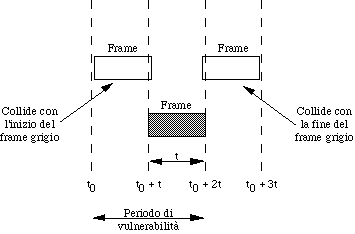 Frame
Frame
Collide con
l'inizio del
frame grigio
Frame
Collide con
la fine del
frame grigio
t
t0
t0 + t
t0 + 2t
t0 + 3t
Periodo di
vulnerabilità